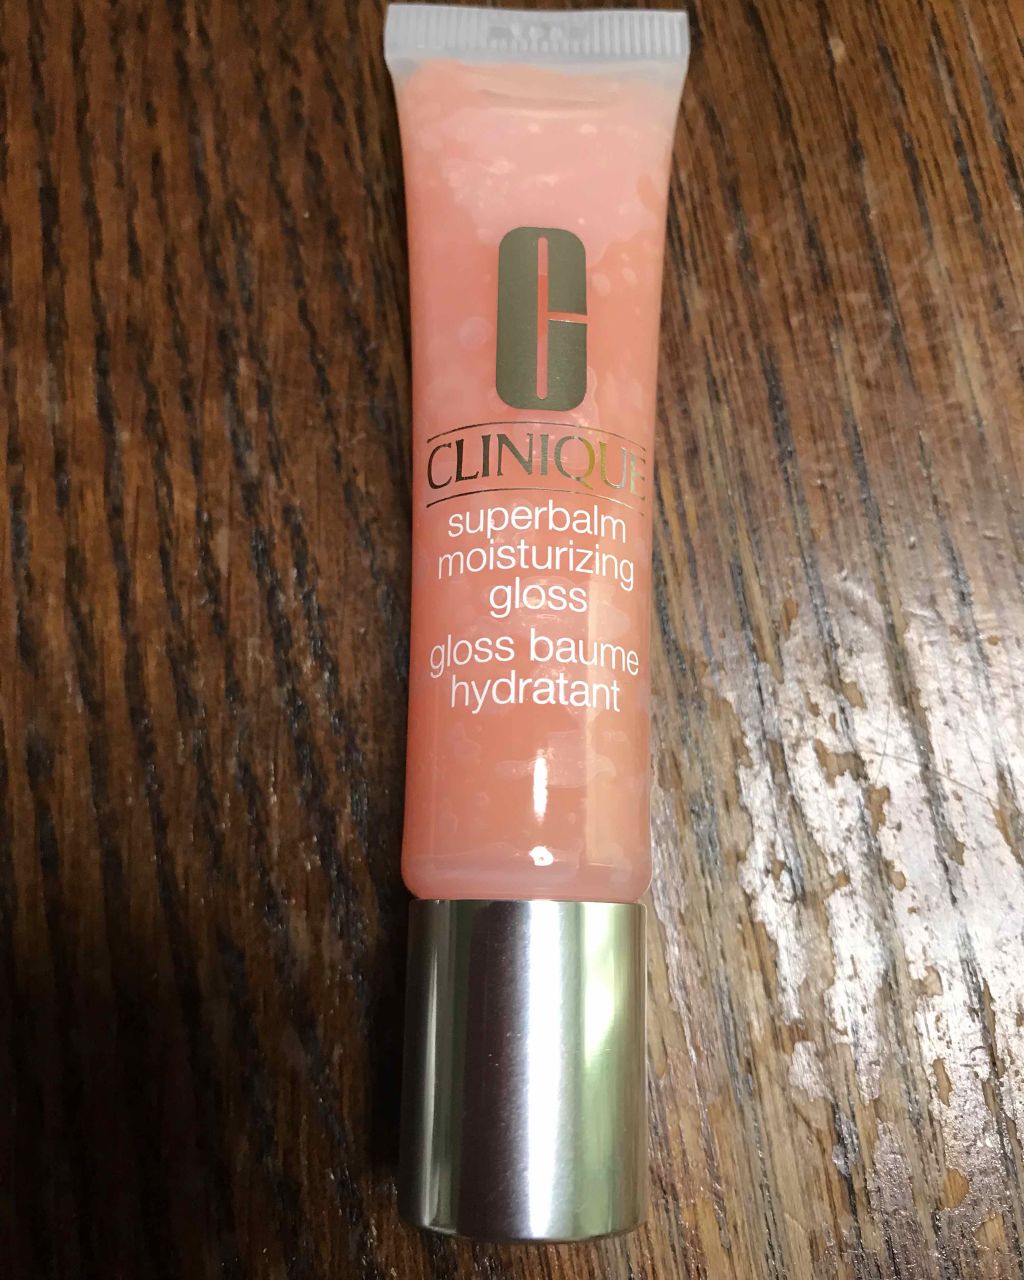 C
CLINIQUE
superbalm
moisturizing
gloss
gloss baume
hydratant